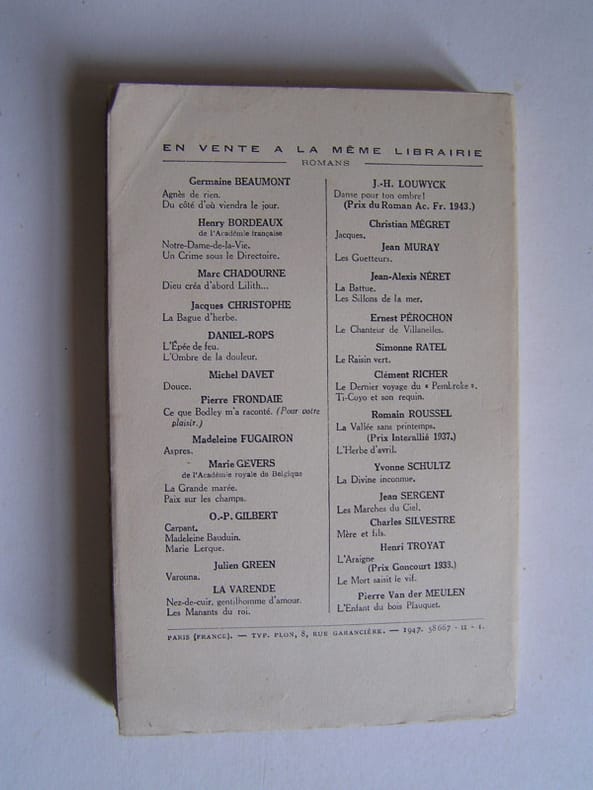 EN VENTE A LA MÊME LIBRAIRIE
ROMANS
Germaine BEAUMONT
Agnès de rien.
Du côté d'où viendra le jour.
Henry BORDEAUX
de l'Académie française
Notre-Dame-de-la-Vie.
Un Crime sous le Directoire.
Marc CHADOURNE
Dieu créa d'abord Lilith...
Jacques CHRISTOPHE
La Bague d'herbe.
DANIEL-ROPS
L'Épée de feu.
L'Ombre de la douleur.
Michel DAVET
Douce.
Pierre FRONDAIE
Ce que Bodley m'a raconté. (Pour votre
plaisir.)
Madeleine FUGAIRON
Aspres.
Marie GEVERS
de l'Académie royale de Belgique
La Grande marée.
Paix sur les champs.
O.-P. GILBERT
Carpant.
Madeleine Bauduin.
Marie Lerque.
Julien GREEN
Varouna.
LA VARENDE
Nez-de-cuir, gentilhomme d'amour.
Les Manants du roi.
J.-H. LOUWYCK
Danse pour ton ombre!
(Prix du Roman Ac. Fr. 1943.)
Christian MÉGRET
Jacques.
Jean MURAY
Les Guetteurs.
Jean-Alexis NÉRET
La Battue.
Les Sillons de la mer.
Ernest PÉROCHON
Le Chanteur de Villanelles.
Simonne RATEL
Le Raisin vert.
Clément RICHER
Le Dernier voyage du « Pembroke ».
Ti-Coyo et son requin.
Romain ROUSSEL
La Vallée sans printemps.
(Prix Interallié 1937.)
L'Herbe d'avril.
Yvonne SCHULTZ
La Divine inconnue.
Jean SERGENT
Les Marches du Ciel.
Charles SILVESTRE
Mère et fils.
Henri TROYAT
L'Araigne
(Prix Goncourt 1933.)
Le Mort saisit le vif.
Pierre Van der MEULEN
L'Enfant du bois Plauquet.
PARIS (FRANCE). — TYP. PLON, 8, RUE GARANCIÈRE. — 1947. 58667 - II - 1.